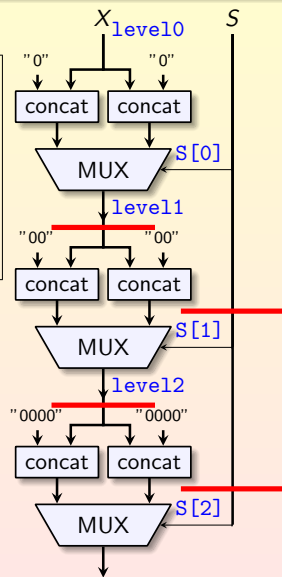 X S
level0
"0" "0"
concat concat
S[0]
MUX
level1
"00" "00"
concat concat
S[1]
MUX
level2
"0000" "0000"
concat concat
S[2]
MUX